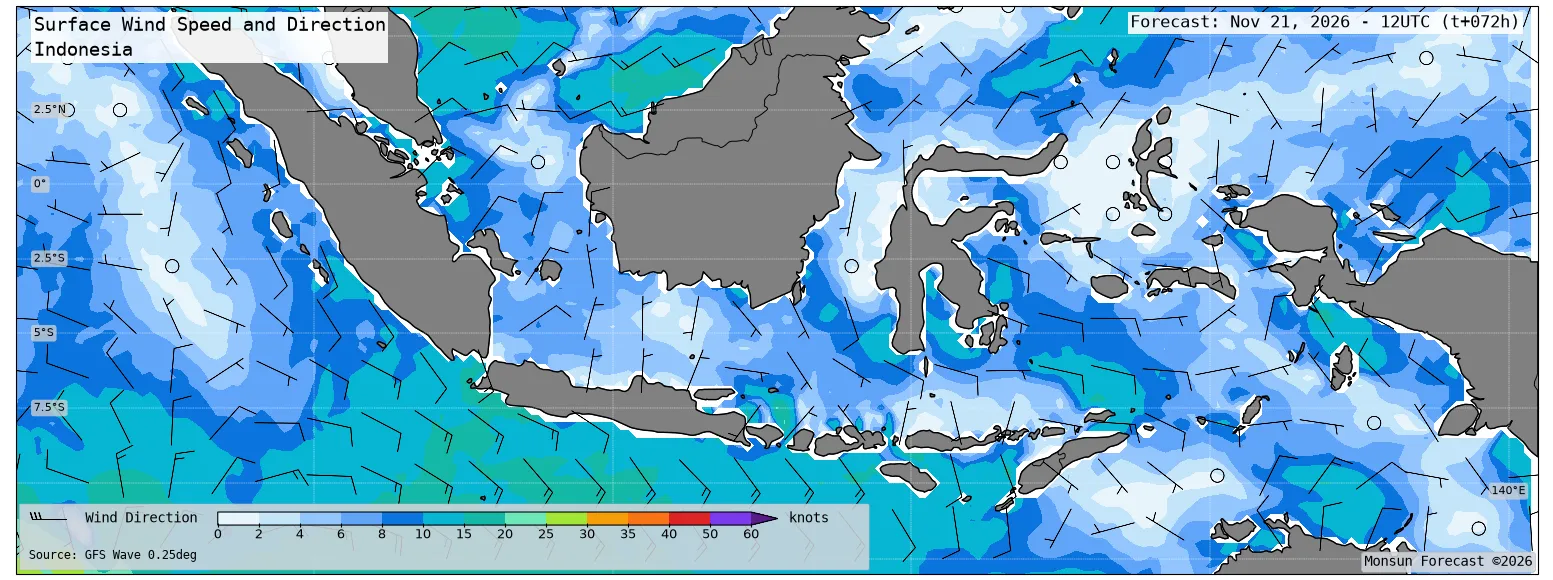 Surface Wind Speed and Direction
Indonesia
Forecast: Nov 21, 2026 - 12UTC (t+072h)
2.5°N
0°
2.5°S
5°S
7.5°S
140°E
Wind Direction
knots
0 2 4 6 8 10 15 20 25 30 35 40 50 60
Source: GFS Wave 0.25deg
Monsun Forecast ©2026